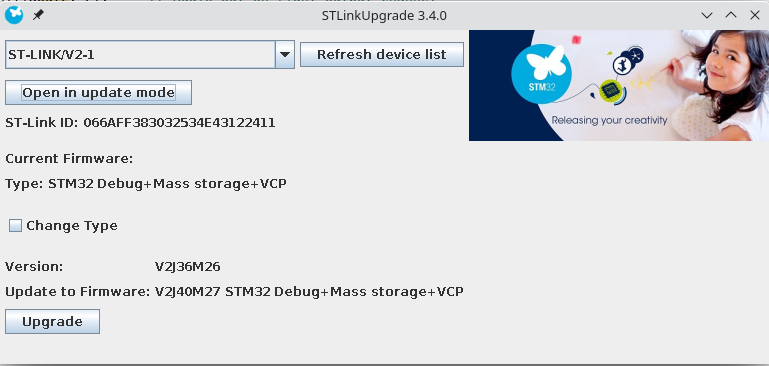 STLinkUpgrade 3.4.0
ST-LINK/V2-1
Refresh device list
Open in update mode
STM32
Releasing your creativity
ST-Link ID: 066AFF383032534E43122411
Current Firmware:
Type: STM32 Debug+Mass storage+VCP
Change Type
Version: V2J36M26
Update to Firmware: V2J40M27 STM32 Debug+Mass storage+VCP
Upgrade